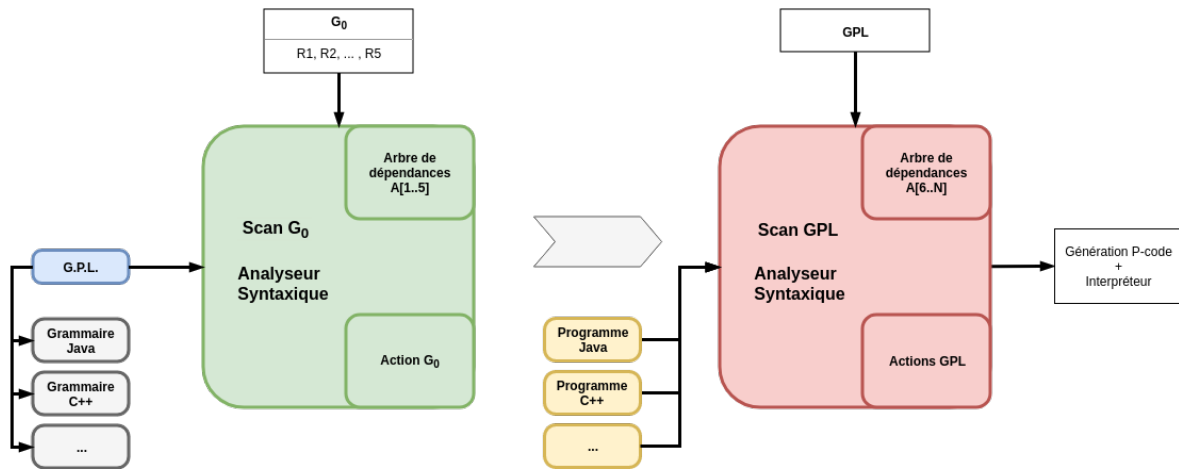 G₀
R1, R2, ... , R5
Arbre de
dépendances
A[1..5]
Scan G₀
Analyseur
Syntaxique
Action G₀
G.P.L.
Grammaire
Java
Grammaire
C++
...
GPL
Arbre de
dépendances
A[6..N]
Scan GPL
Analyseur
Syntaxique
Actions GPL
Programme
Java
Programme
C++
...
Génération P-code
+
Interpréteur